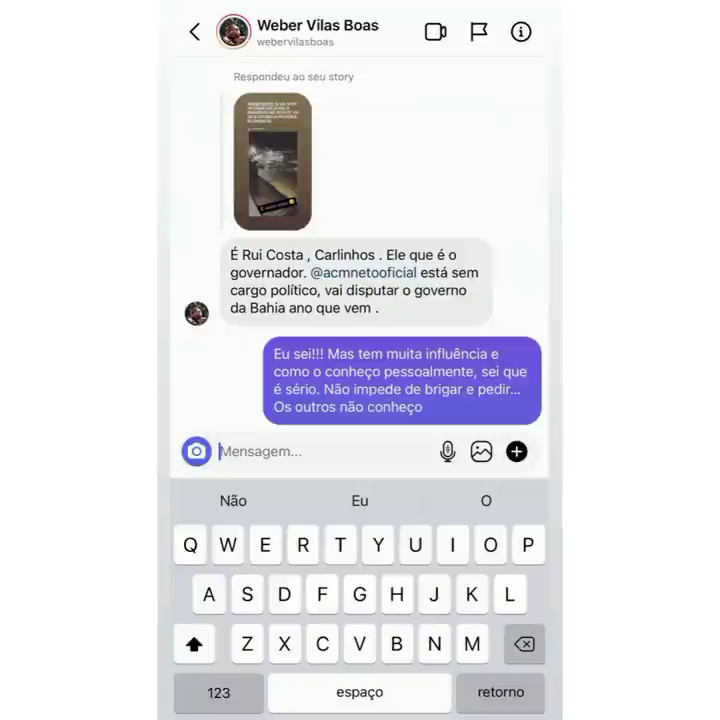 Weber Vilas Boas
webervilasboas
Respondeu ao seu story
É Rui Costa , Carlinhos . Ele que é o
governador. @acmnetooficial está sem
cargo político, vai disputar o governo
da Bahia ano que vem .
Eu sei!!! Mas tem muita influência e
como o conheço pessoalmente, sei que
é sério. Não impede de brigar e pedir...
Os outros não conheço
Mensagem...
Não Eu O
Q W E R T Y U I O P
A S D F G H J K L
Z X C V B N M
123 espaço retorno